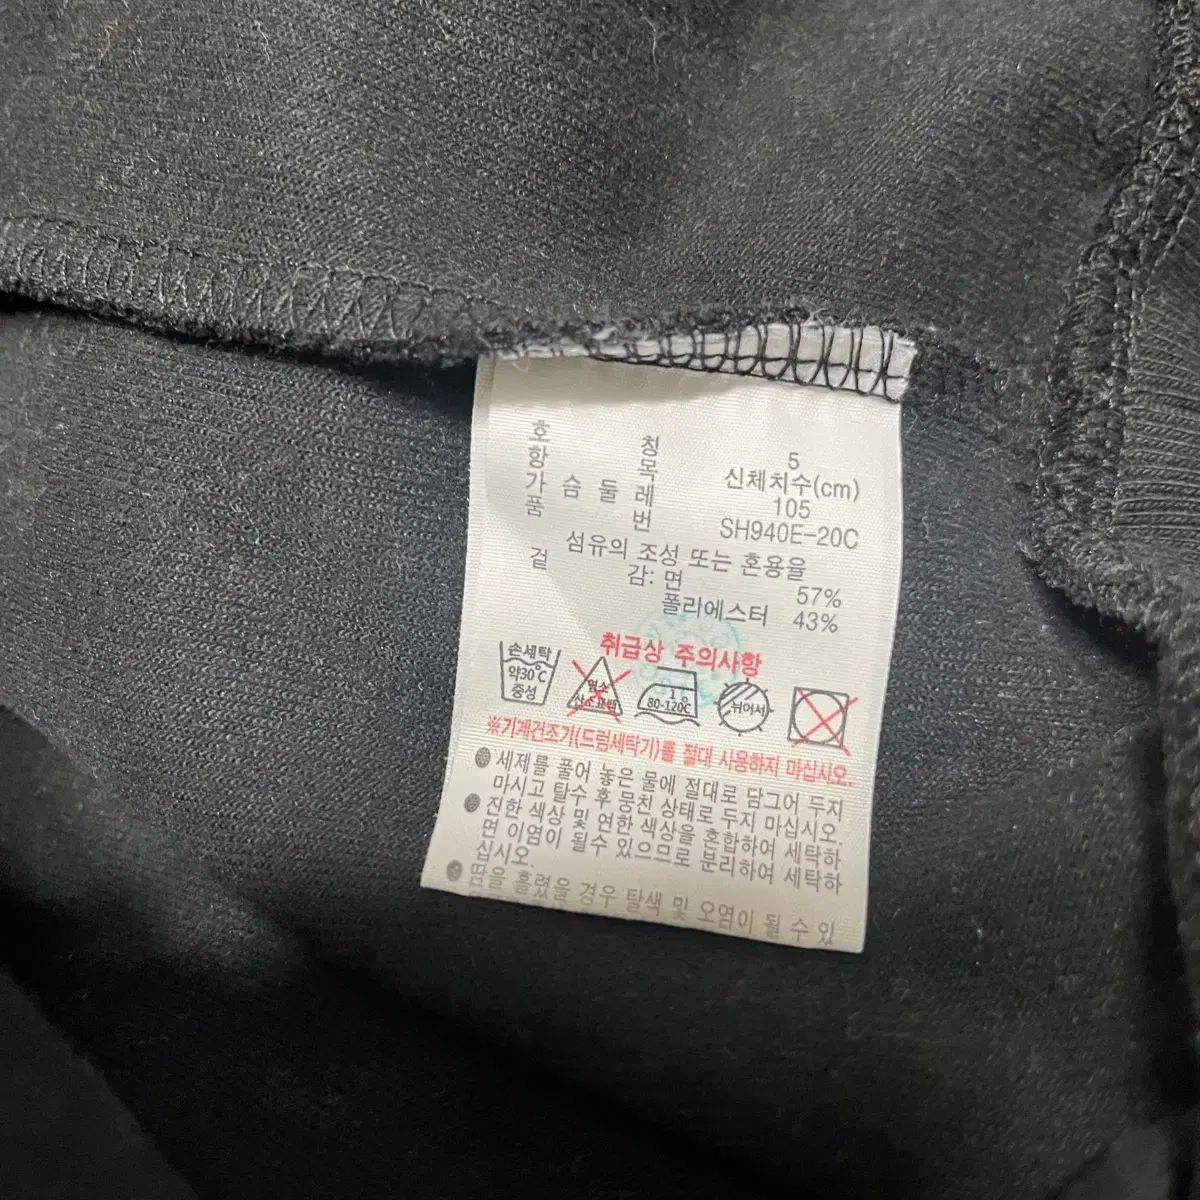 호 칭 5
항 목 신체치수(cm)
가 슴 둘 레 105
품 번 SH940E-20C
섬유의 조성 또는 혼용율
겉 감: 면 57%
폴리에스터 43%
취급상 주의사항
손세탁
약30℃
중성
염소
80-120℃
뉘어서
※기계건조기(드럼세탁기)를 절대 사용하지 마십시오.
● 세제를 풀어 놓은 물에 절대로 담그어 두지
마시고 탈수 후 뭉친 상태로 두지 마십시오.
● 진한 색상 및 연한 색상을 혼합하여 세탁하
면 이염이 될수 있으므로 분리하여 세탁하
십시오.
● 땀을 흘렸을 경우 탈색 및 오염이 될 수 있